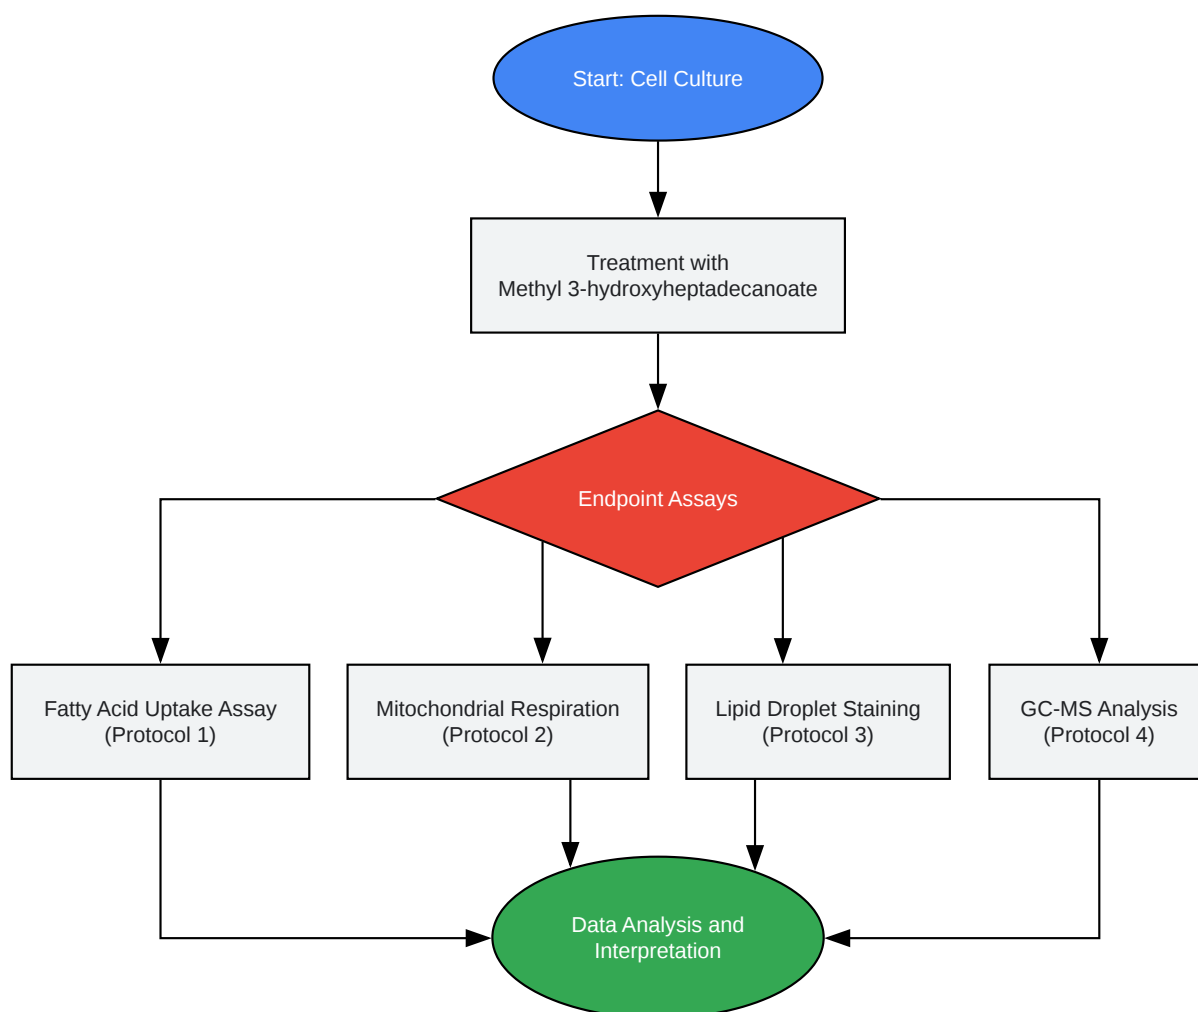 Start: Cell Culture
Treatment with
Methyl 3-hydroxyheptadecanoate
Endpoint Assays
Fatty Acid Uptake Assay
(Protocol 1)
Mitochondrial Respiration
(Protocol 2)
Lipid Droplet Staining
(Protocol 3)
GC-MS Analysis
(Protocol 4)
Data Analysis and
Interpretation